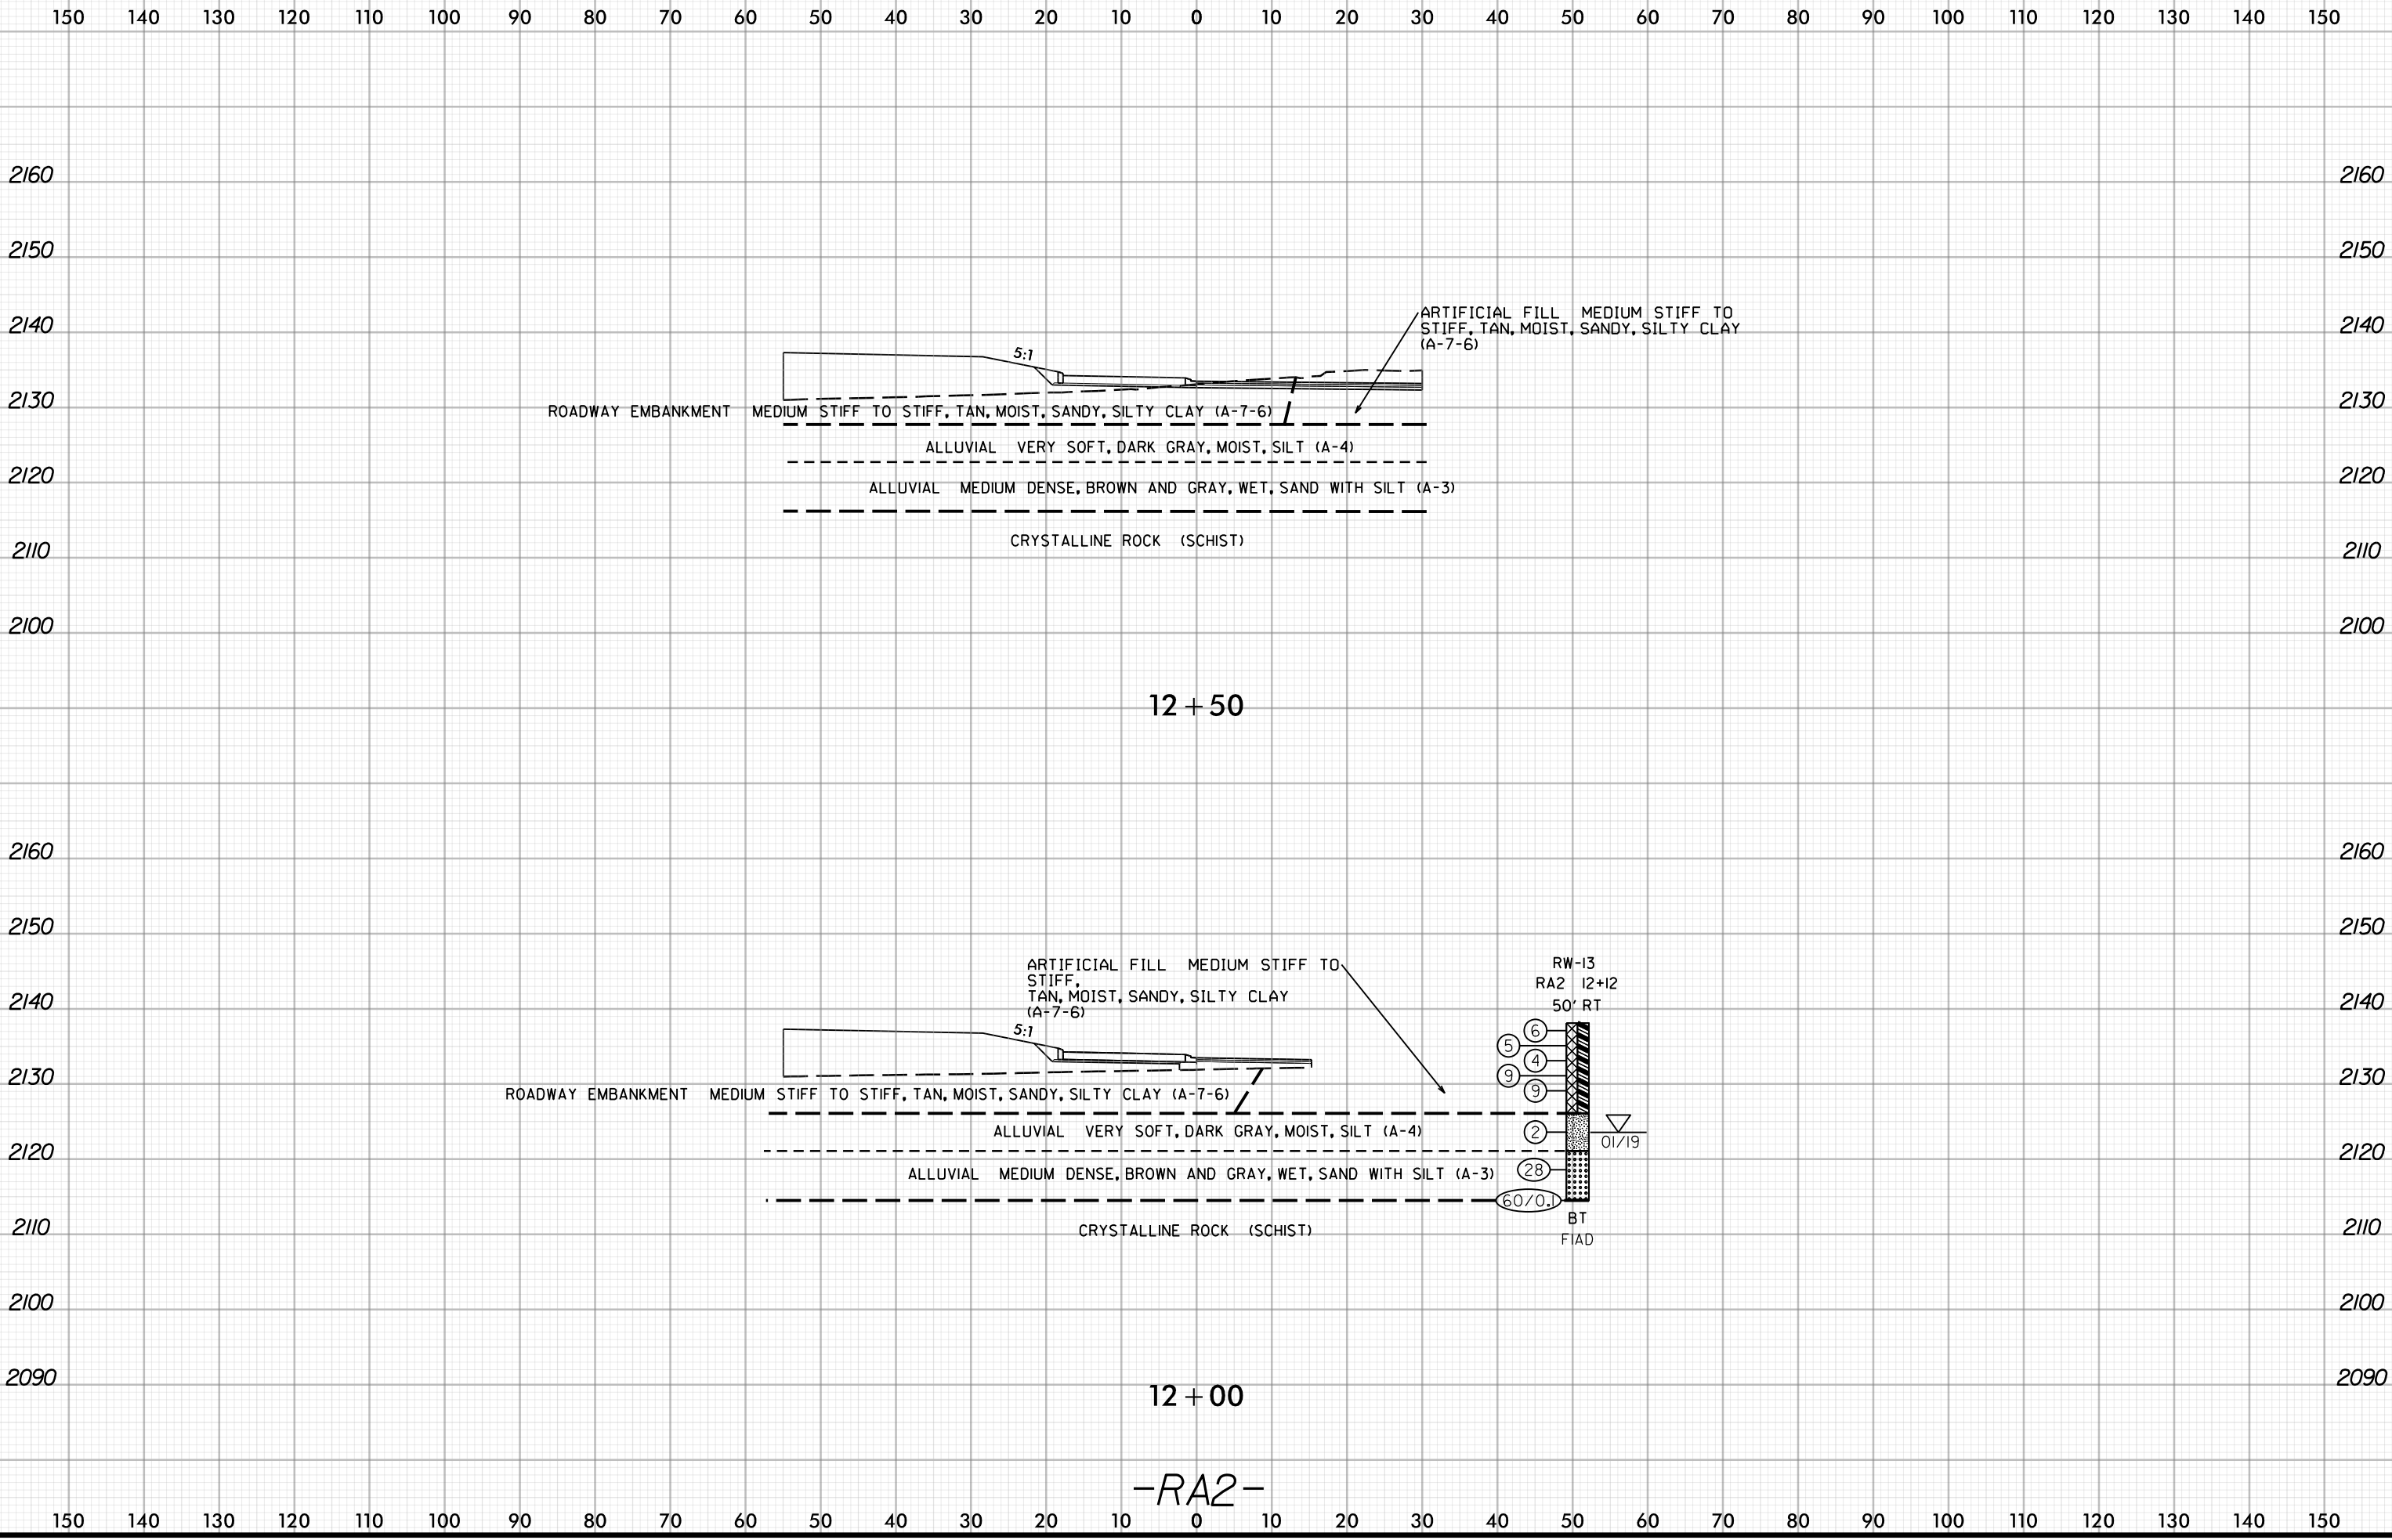 150 140 130 120 110 100 90 80 70 60 50 40 30 20 10 0 10 20 30 40 50 60 70 80 90 100 110 120 130 140 150
2160 2160
2150 2150
ARTIFICIAL FILL MEDIUM STIFF TO
STIFF, TAN, MOIST, SANDY, SILTY CLAY
(A-7-6)
2140 2140
5:1
2130 2130
ROADWAY EMBANKMENT MEDIUM STIFF TO STIFF, TAN, MOIST, SANDY, SILTY CLAY (A-7-6)
ALLUVIAL VERY SOFT, DARK GRAY, MOIST, SILT (A-4)
2120 2120
ALLUVIAL MEDIUM DENSE, BROWN AND GRAY, WET, SAND WITH SILT (A-3)
CRYSTALLINE ROCK (SCHIST)
2110 2110
2100 2100
12+50
2160 2160
2150 2150
ARTIFICIAL FILL MEDIUM STIFF TO
STIFF,
TAN, MOIST, SANDY, SILTY CLAY
(A-7-6)
RW-13
RA2 12+12
50' RT
2140 2140
5:1
6
5
4
9
9
2130 2130
ROADWAY EMBANKMENT MEDIUM STIFF TO STIFF, TAN, MOIST, SANDY, SILTY CLAY (A-7-6)
ALLUVIAL VERY SOFT, DARK GRAY, MOIST, SILT (A-4)
2
01/19
2120 2120
ALLUVIAL MEDIUM DENSE, BROWN AND GRAY, WET, SAND WITH SILT (A-3)
28
60/0.1
BT
FIAD
CRYSTALLINE ROCK (SCHIST)
2110 2110
2100 2100
2090 2090
12+00
-RA2-
150 140 130 120 110 100 90 80 70 60 50 40 30 20 10 0 10 20 30 40 50 60 70 80 90 100 110 120 130 140 150